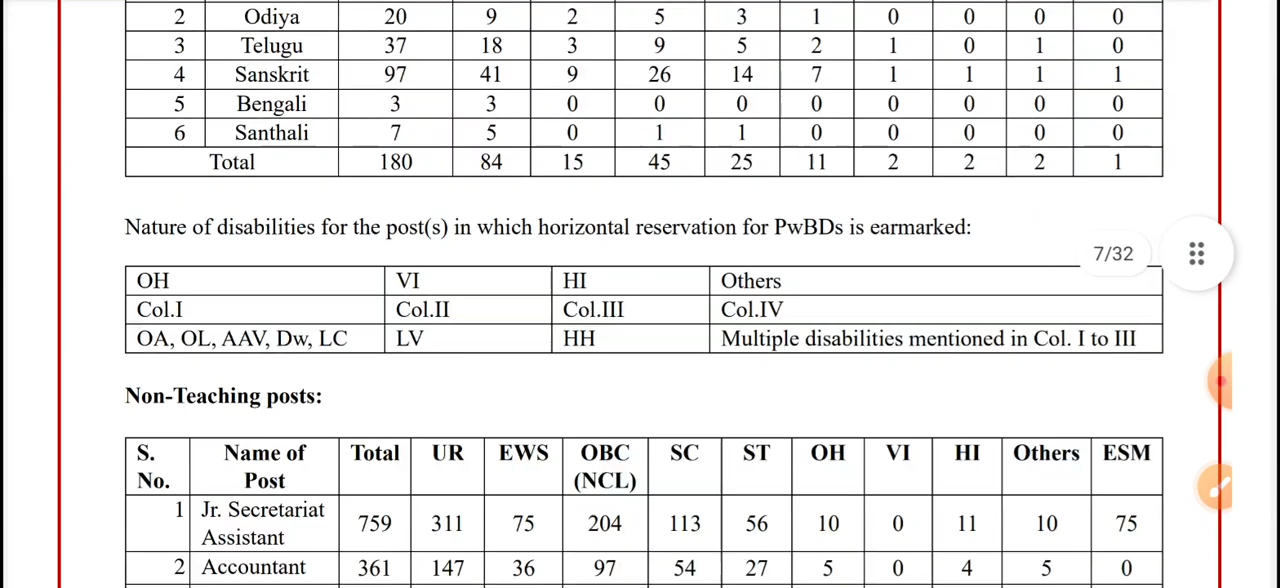 2 Odiya 20 9 2 5 3 1 0 0 0 0
3 Telugu 37 18 3 9 5 2 1 0 1 0
4 Sanskrit 97 41 9 26 14 7 1 1 1 1
5 Bengali 3 3 0 0 0 0 0 0 0 0
6 Santhali 7 5 0 1 1 0 0 0 0 0
Total 180 84 15 45 25 11 2 2 2 1
Nature of disabilities for the post(s) in which horizontal reservation for PwBDs is earmarked:
7/32
OH VI HI Others
Col.I Col.II Col.III Col.IV
OA, OL, AAV, Dw, LC LV HH Multiple disabilities mentioned in Col. I to III
Non-Teaching posts:
S. No. Name of Post Total UR EWS OBC (NCL) SC ST OH VI HI Others ESM
1 Jr. Secretariat Assistant 759 311 75 204 113 56 10 0 11 10 75
2 Accountant 361 147 36 97 54 27 5 0 4 5 0